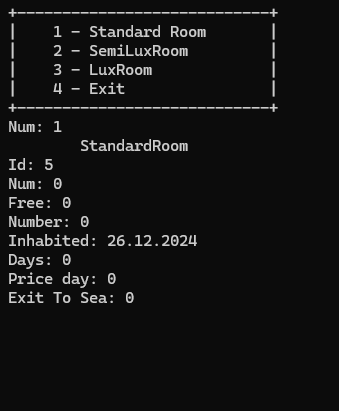 +----------------------------+
|    1 - Standard Room       |
|    2 - SemiLuxRoom         |
|    3 - LuxRoom             |
|    4 - Exit                |
+----------------------------+
Num: 1
        StandardRoom
Id: 5
Num: 0
Free: 0
Number: 0
Inhabited: 26.12.2024
Days: 0
Price day: 0
Exit To Sea: 0